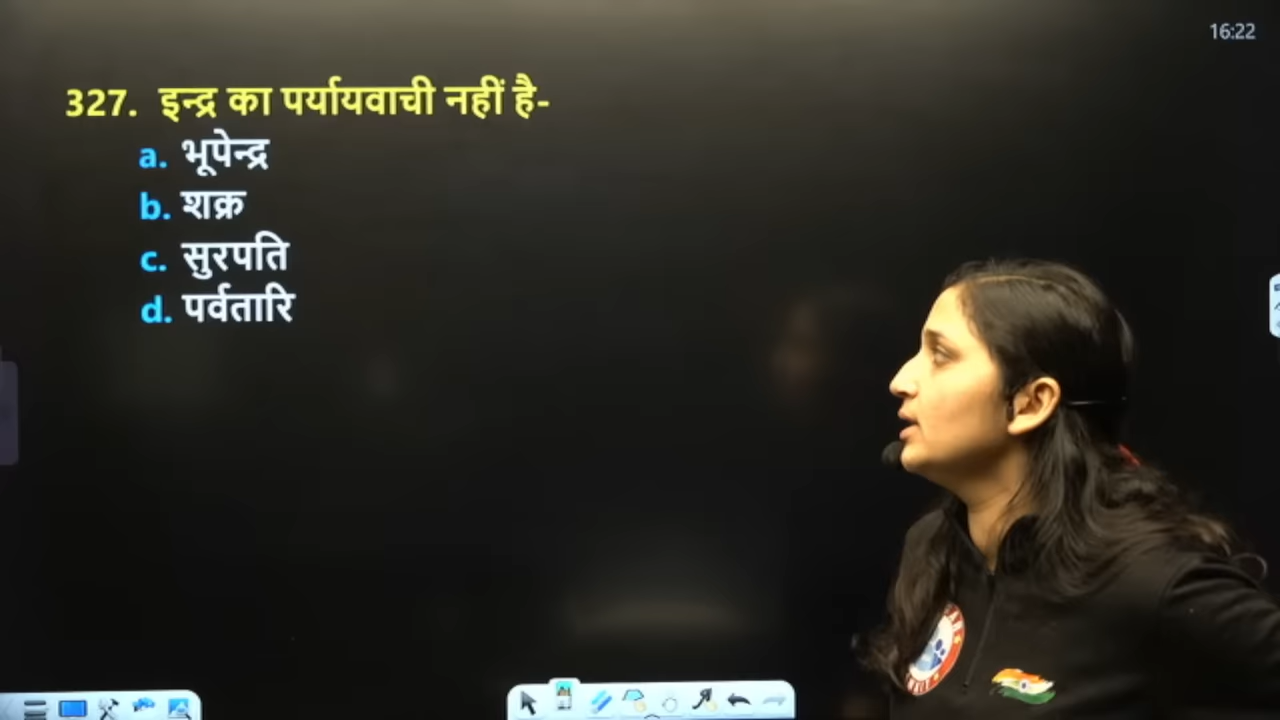 16:22
327. इन्द्र का पर्यायवाची नहीं है-
a. भूपेन्द्र
b. शक्र
c. सुरपति
d. पर्वतारि